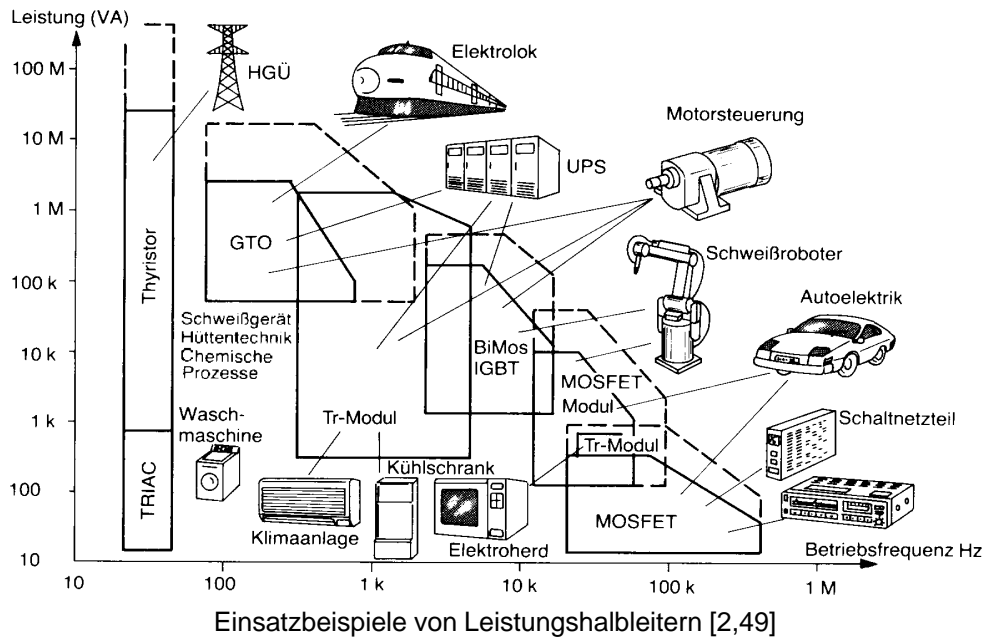 Leistung (VA)
100 M
10 M
1 M
100 k
10 k
1 k
100
10
10
100
1 k
10 k
100 k
1 M
Betriebsfrequenz Hz
Thyristor
TRIAC
HGÜ
Elektrolok
UPS
Motorsteuerung
GTO
Schweißroboter
Autoelektrik
Schweißgerät
Hüttentechnik
Chemische
Prozesse
BiMos
IGBT
MOSFET
Modul
Wasch-
maschine
Tr-Modul
Tr-Modul
Schaltnetzteil
Kühlschrank
Klimaanlage
Elektroherd
MOSFET
Einsatzbeispiele von Leistungshalbleitern [2,49]